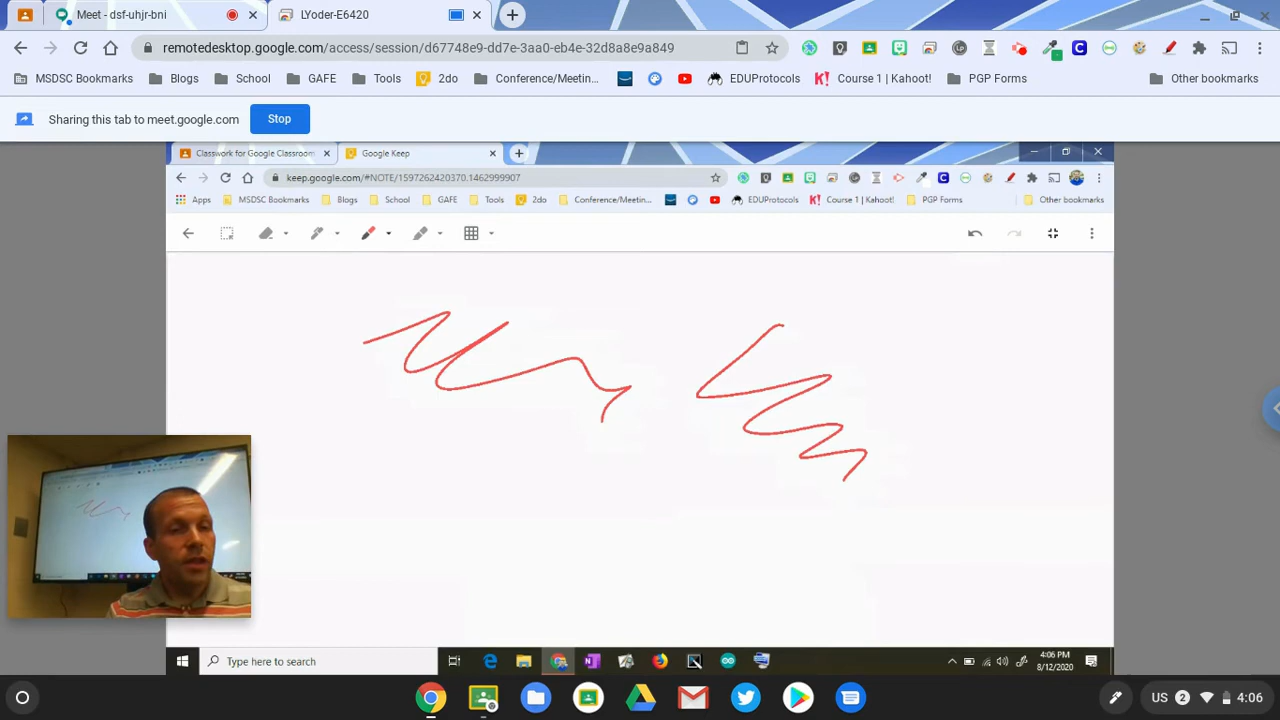 Meet - dsf-uhjr-bni
LYoder-E6420
remotedesktop.google.com/access/session/d67748e9-dd7e-3aa0-eb4e-32d8a8e9a849
MSDSC Bookmarks Blogs School GAFE Tools 2do Conference/Meetin... EDUProtocols Course 1 | Kahoot! PGP Forms Other bookmarks
Sharing this tab to meet.google.com Stop
Classwork for Google Classroom Google Keep
keep.google.com/#NOTE/1597262420370.1462999907
Apps MSDSC Bookmarks Blogs School GAFE Tools 2do Conference/Meetin... EDUProtocols Course 1 | Kahoot! PGP Forms Other bookmarks
Type here to search
4:06 PM
8/12/2020
US 2 4:06